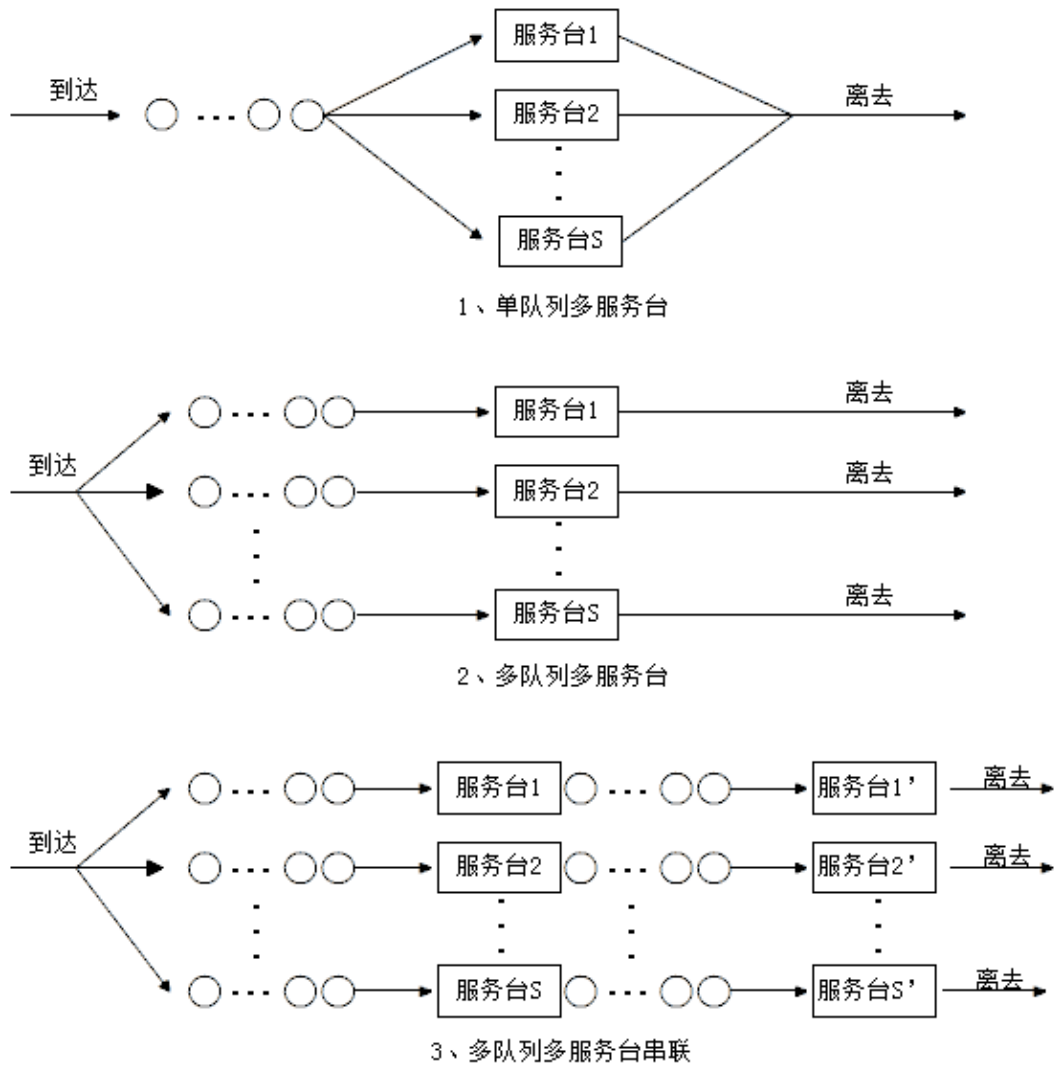 到达
服务台1
服务台2
服务台S
离去
1、单队列多服务台
到达
服务台1
离去
服务台2
离去
服务台S
离去
2、多队列多服务台
到达
服务台1
服务台1’
离去
服务台2
服务台2’
离去
服务台S
服务台S’
离去
3、多队列多服务台串联